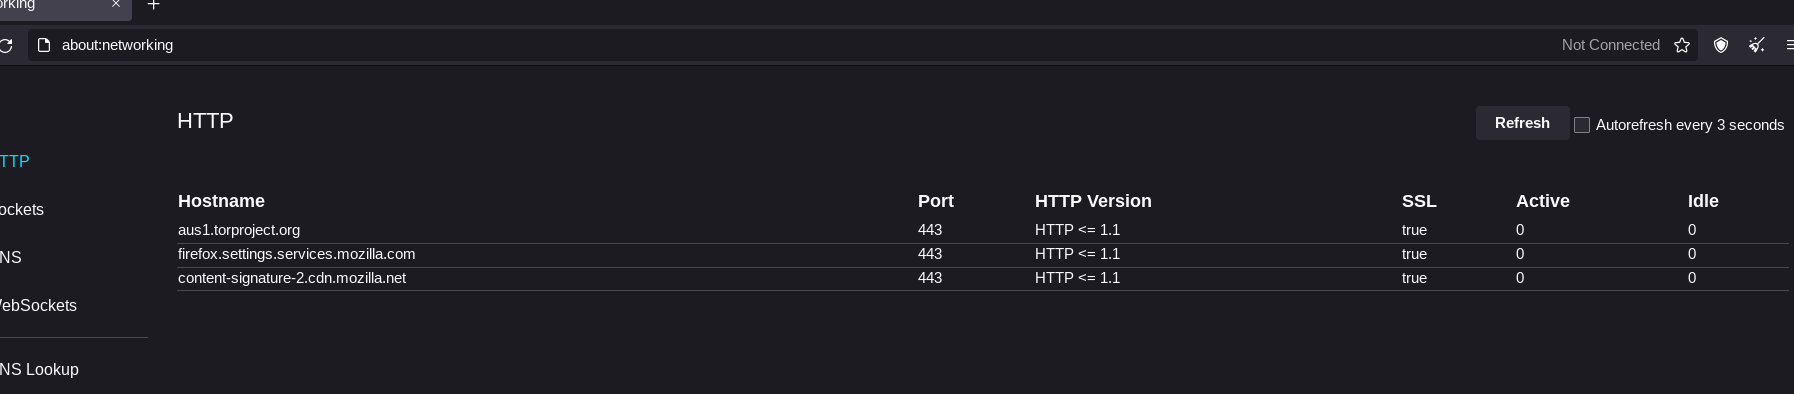 orking
about:networking Not Connected
HTTP Refresh Autorefresh every 3 seconds
TTP
ockets
NS
WebSockets
NS Lookup
Hostname Port HTTP Version SSL Active Idle
aus1.torproject.org 443 HTTP <= 1.1 true 0 0
firefox.settings.services.mozilla.com 443 HTTP <= 1.1 true 0 0
content-signature-2.cdn.mozilla.net 443 HTTP <= 1.1 true 0 0